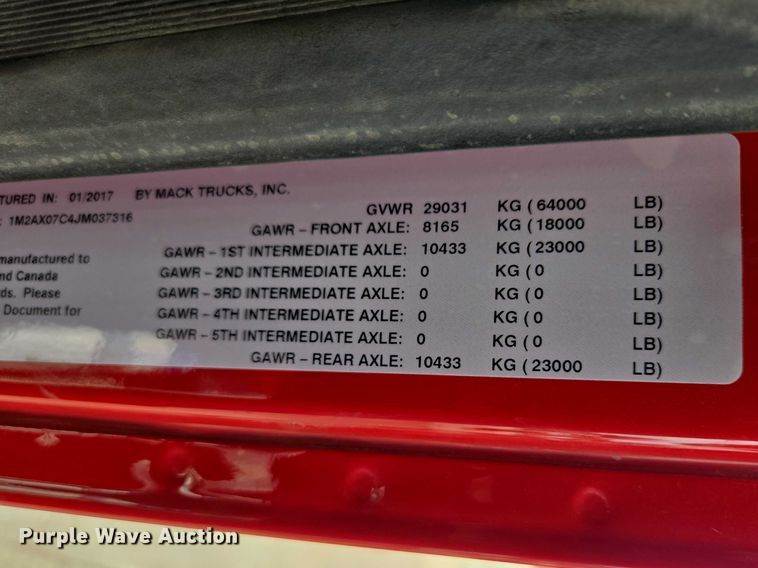 TURED IN: 01/2017 BY MACK TRUCKS, INC.
: 1M2AX07C4JM037316
GVWR 29031 KG ( 64000 LB)
GAWR - FRONT AXLE: 8165 KG ( 18000 LB)
manufactured to GAWR - 1ST INTERMEDIATE AXLE: 10433 KG ( 23000 LB)
nd Canada GAWR - 2ND INTERMEDIATE AXLE: 0 KG ( 0 LB)
rds. Please GAWR - 3RD INTERMEDIATE AXLE: 0 KG ( 0 LB)
Document for GAWR - 4TH INTERMEDIATE AXLE: 0 KG ( 0 LB)
GAWR - 5TH INTERMEDIATE AXLE: 0 KG ( 0 LB)
GAWR - REAR AXLE: 10433 KG ( 23000 LB)
Purple Wave Auction